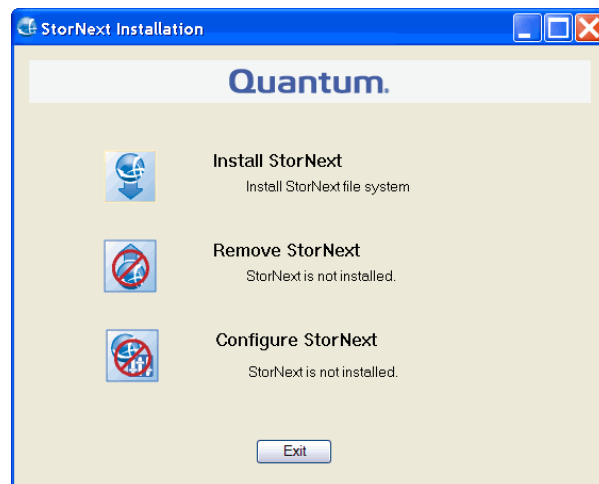 StorNext Installation
Quantum.
Install StorNext
Install StorNext file system
Remove StorNext
StorNext is not installed.
Configure StorNext
StorNext is not installed.
Exit